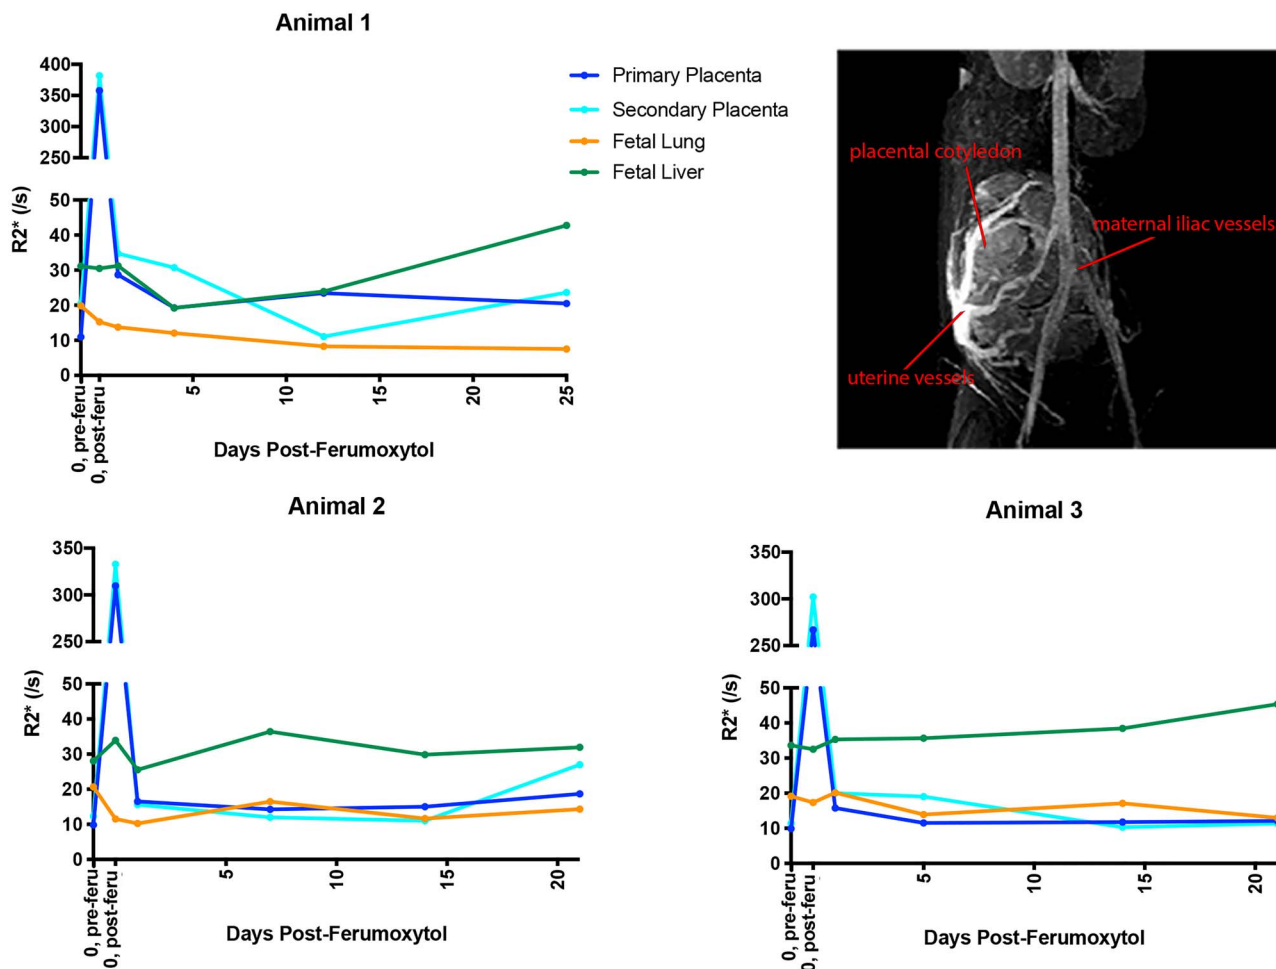 Animal 1
400
350
300
250
50
40
30
20
10
0
R2* (/s)
0, pre-feru
0, post-feru
5
10
15
20
25
Days Post-Ferumoxytol
Primary Placenta
Secondary Placenta
Fetal Lung
Fetal Liver
placental cotyledon
maternal iliac vessels
uterine vessels
Animal 2
350
300
250
50
40
30
20
10
0
R2* (/s)
0, pre-feru
0, post-feru
5
10
15
20
Days Post-Ferumoxytol
Animal 3
350
300
250
50
40
30
20
10
0
R2* (/s)
0, pre-feru
0, post-feru
5
10
15
20
Days Post-Ferumoxytol